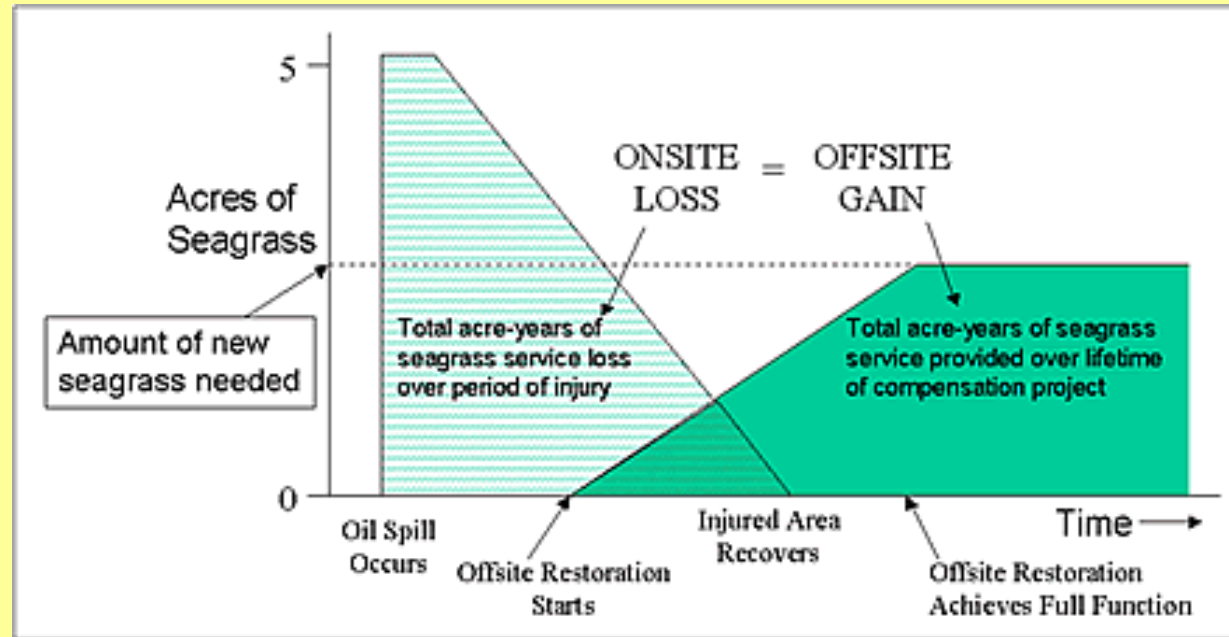 5
ONSITE = OFFSITE
LOSS GAIN
Acres of
Seagrass
Amount of new
seagrass needed
Total acre-years of
seagrass service loss
over period of injury
Total acre-years of seagrass
service provided over lifetime
of compensation project
0
Oil Spill
Occurs
Offsite Restoration
Starts
Injured Area
Recovers
Time
Offsite Restoration
Achieves Full Function